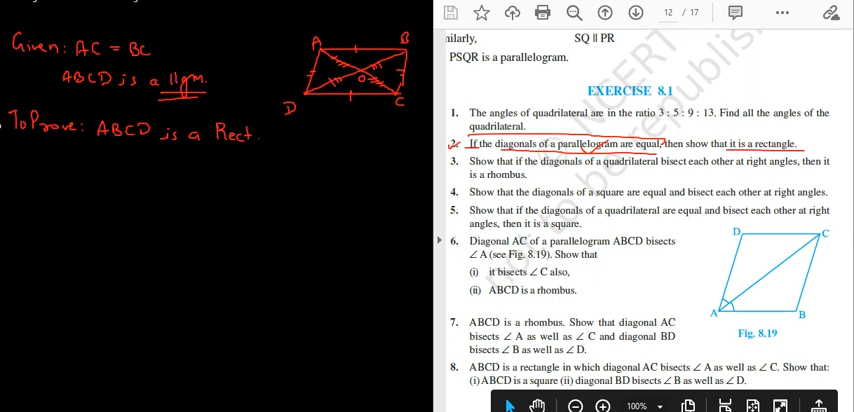 Given: AC = BC
ABCD is a ||gm.
To Prove: ABCD is a Rect.
A B
O
D C
12 / 17
100%
nilarly, SQ || PR
PSQR is a parallelogram.
EXERCISE 8.1
1. The angles of quadrilateral are in the ratio 3 : 5 : 9 : 13. Find all the angles of the
quadrilateral.
2. If the diagonals of a parallelogram are equal, then show that it is a rectangle.
3. Show that if the diagonals of a quadrilateral bisect each other at right angles, then it
is a rhombus.
4. Show that the diagonals of a square are equal and bisect each other at right angles.
5. Show that if the diagonals of a quadrilateral are equal and bisect each other at right
angles, then it is a square.
6. Diagonal AC of a parallelogram ABCD bisects
∠ A (see Fig. 8.19). Show that
(i) it bisects ∠ C also,
(ii) ABCD is a rhombus.
D C
A B
Fig. 8.19
7. ABCD is a rhombus. Show that diagonal AC
bisects ∠ A as well as ∠ C and diagonal BD
bisects ∠ B as well as ∠ D.
8. ABCD is a rectangle in which diagonal AC bisects ∠ A as well as ∠ C. Show that:
(i) ABCD is a square (ii) diagonal BD bisects ∠ B as well as ∠ D.
© NCERT
not to be republis